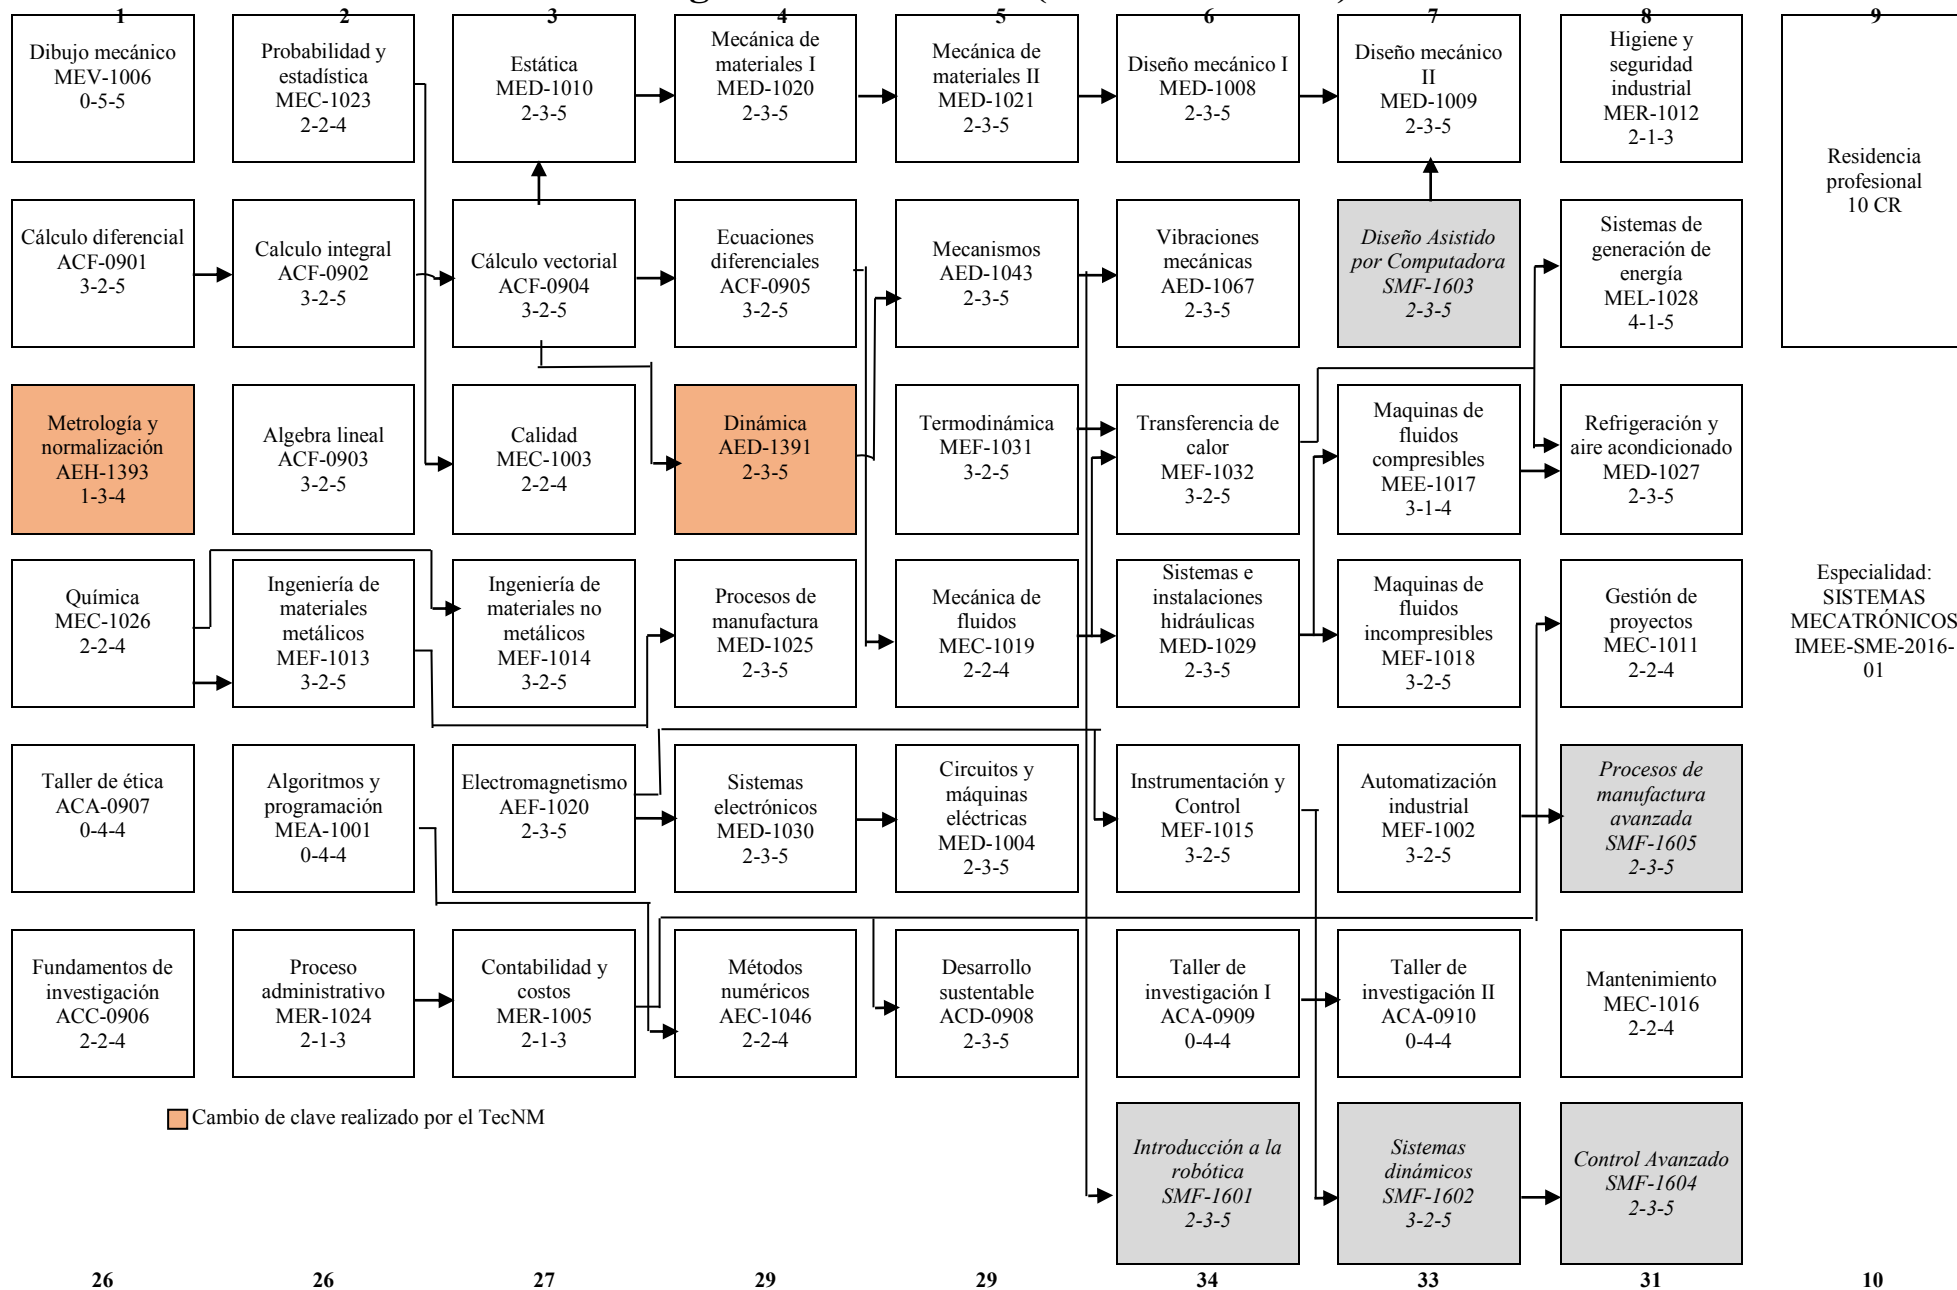 1
2
3
4
5
6
7
8
9
Dibujo mecánico
MEV-1006
0-5-5
Probabilidad y
estadística
MEC-1023
2-2-4
Estática
MED-1010
2-3-5
Mecánica de
materiales I
MED-1020
2-3-5
Mecánica de
materiales II
MED-1021
2-3-5
Diseño mecánico I
MED-1008
2-3-5
Diseño mecánico
II
MED-1009
2-3-5
Higiene y
seguridad
industrial
MER-1012
2-1-3
Residencia
profesional
10 CR
Cálculo diferencial
ACF-0901
3-2-5
Calculo integral
ACF-0902
3-2-5
Cálculo vectorial
ACF-0904
3-2-5
Ecuaciones
diferenciales
ACF-0905
3-2-5
Mecanismos
AED-1043
2-3-5
Vibraciones
mecánicas
AED-1067
2-3-5
Diseño Asistido
por Computadora
SMF-1603
2-3-5
Sistemas de
generación de
energía
MEL-1028
4-1-5
Metrología y
normalización
AEH-1393
1-3-4
Algebra lineal
ACF-0903
3-2-5
Calidad
MEC-1003
2-2-4
Dinámica
AED-1391
2-3-5
Termodinámica
MEF-1031
3-2-5
Transferencia de
calor
MEF-1032
3-2-5
Maquinas de
fluidos
compresibles
MEE-1017
3-1-4
Refrigeración y
aire acondicionado
MED-1027
2-3-5
Química
MEC-1026
2-2-4
Ingeniería de
materiales
metálicos
MEF-1013
3-2-5
Ingeniería de
materiales no
metálicos
MEF-1014
3-2-5
Procesos de
manufactura
MED-1025
2-3-5
Mecánica de
fluidos
MEC-1019
2-2-4
Sistemas e
instalaciones
hidráulicas
MED-1029
2-3-5
Maquinas de
fluidos
incompresibles
MEF-1018
3-2-5
Gestión de
proyectos
MEC-1011
2-2-4
Especialidad:
SISTEMAS
MECATRÓNICOS
IMEE-SME-2016-
01
Taller de ética
ACA-0907
0-4-4
Algoritmos y
programación
MEA-1001
0-4-4
Electromagnetismo
AEF-1020
2-3-5
Sistemas
electrónicos
MED-1030
2-3-5
Circuitos y
máquinas
eléctricas
MED-1004
2-3-5
Instrumentación y
Control
MEF-1015
3-2-5
Automatización
industrial
MEF-1002
3-2-5
Procesos de
manufactura
avanzada
SMF-1605
2-3-5
Fundamentos de
investigación
ACC-0906
2-2-4
Proceso
administrativo
MER-1024
2-1-3
Contabilidad y
costos
MER-1005
2-1-3
Métodos
numéricos
AEC-1046
2-2-4
Desarrollo
sustentable
ACD-0908
2-3-5
Taller de
investigación I
ACA-0909
0-4-4
Taller de
investigación II
ACA-0910
0-4-4
Mantenimiento
MEC-1016
2-2-4
Cambio de clave realizado por el TecNM
Introducción a la
robótica
SMF-1601
2-3-5
Sistemas
dinámicos
SMF-1602
3-2-5
Control Avanzado
SMF-1604
2-3-5
26
26
27
29
29
34
33
31
10